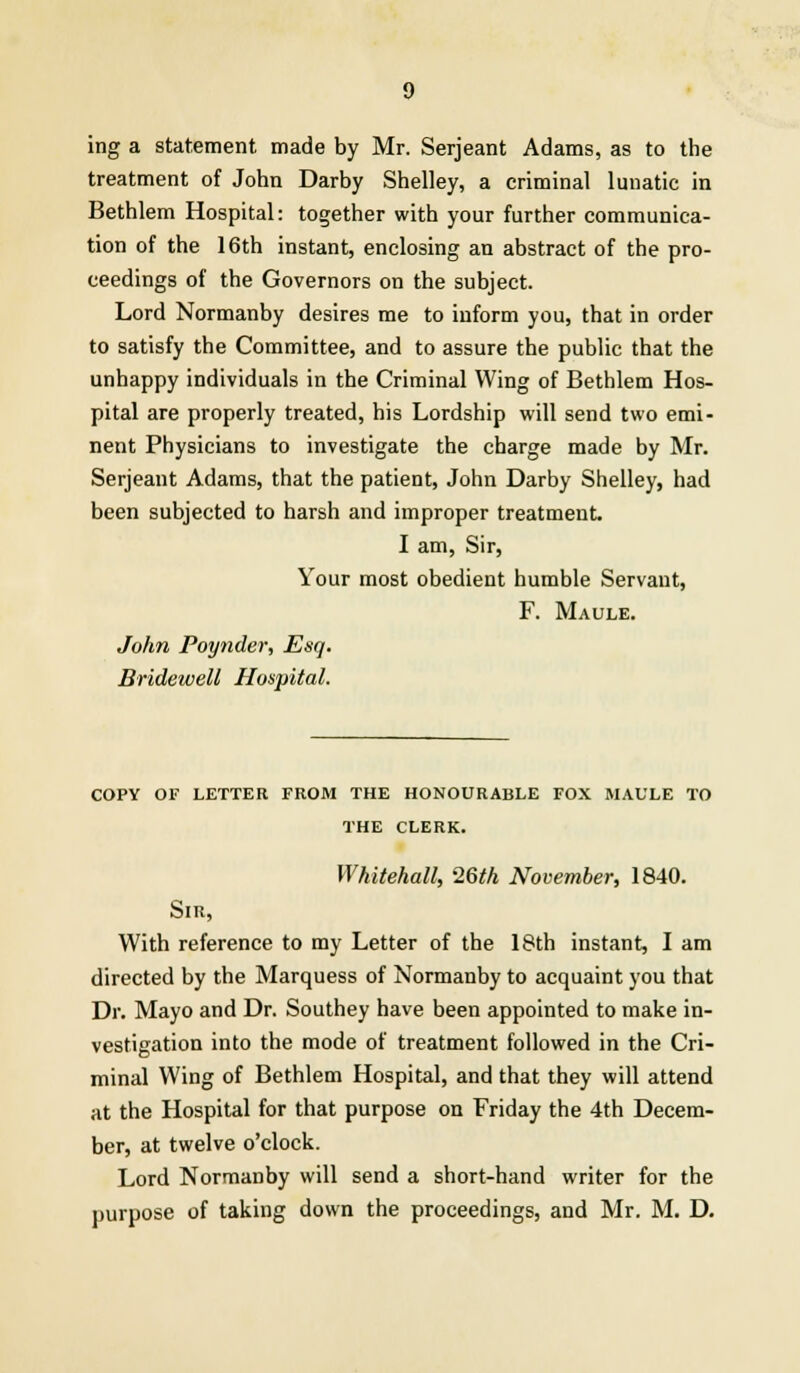 9
ing a statement made by Mr. Serjeant Adams, as to the
treatment of John Darby Shelley, a criminal lunatic in
Bethlem Hospital: together with your further communica-
tion of the 16th instant, enclosing an abstract of the pro-
ceedings of the Governors on the subject.
Lord Normanby desires me to inform you, that in order
to satisfy the Committee, and to assure the public that the
unhappy individuals in the Criminal Wing of Bethlem Hos-
pital are properly treated, his Lordship will send two emi-
nent Physicians to investigate the charge made by Mr.
Serjeant Adams, that the patient, John Darby Shelley, had
been subjected to harsh and improper treatment.
I am, Sir,
Your most obedient humble Servant,
F. Maule.
John Poynder, Esq.
Bridewell Hospital.
COPY OF LETTER FROM THE HONOURABLE FOX MAULE TO
THE CLERK.
Whitehall, 26th November, 1840.
Sir,
With reference to my Letter of the 18th instant, I am
directed by the Marquess of Normanby to acquaint you that
Dr. Mayo and Dr. Southey have been appointed to make in-
vestigation into the mode of treatment followed in the Cri-
minal Wing of Bethlem Hospital, and that they will attend
at the Hospital for that purpose on Friday the 4th Decem-
ber, at twelve o'clock.
Lord Normanby will send a short-hand writer for the
purpose of taking down the proceedings, and Mr. M. D.